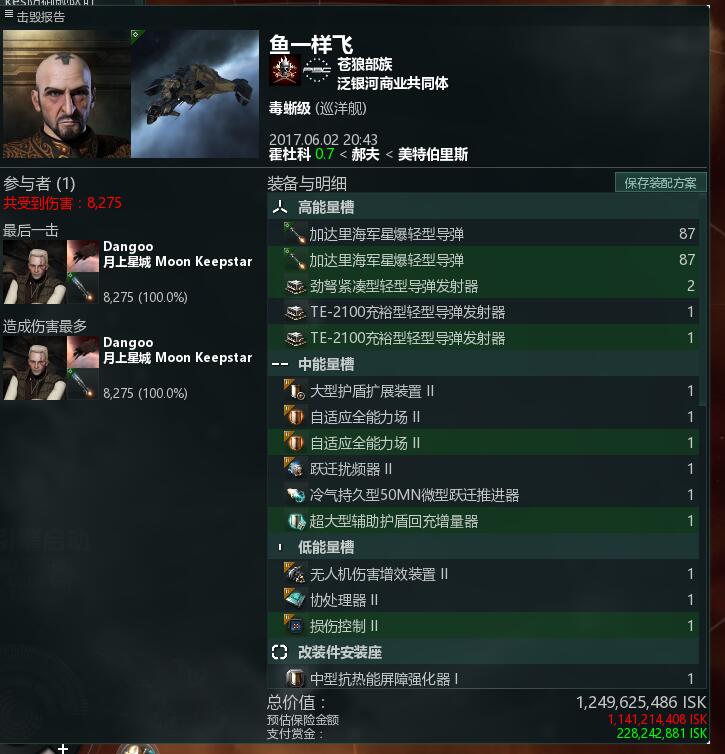 击毁报告
鱼一样飞
苍狼部族
泛银河商业共同体
毒蜥级 (巡洋舰)
2017.06.02 20:43
霍杜科 0.7 < 郝夫 < 美特伯里斯
参与者 (1)
共受到伤害：8,275
最后一击
Dangoo
月上星城 Moon Keepstar
8,275 (100.0%)
造成伤害最多
Dangoo
月上星城 Moon Keepstar
8,275 (100.0%)
装备与明细
保存装配方案
高能量槽
加达里海军星爆轻型导弹 87
加达里海军星爆轻型导弹 87
劲弩紧凑型轻型导弹发射器 2
TE-2100充裕型轻型导弹发射器 1
TE-2100充裕型轻型导弹发射器 1
中能量槽
大型护盾扩展装置 II 1
自适应全能力场 II 1
自适应全能力场 II 1
跃迁扰频器 II 1
冷气持久型50MN微型跃迁推进器 1
超大型辅助护盾回充增量器 1
低能量槽
无人机伤害增效装置 II 1
协处理器 II 1
损伤控制 II 1
改装件安装座
中型抗热能屏障强化器 I 1
总价值： 1,249,625,486 ISK
预估保险金额 1,141,214,408 ISK
支付赏金： 228,242,881 ISK